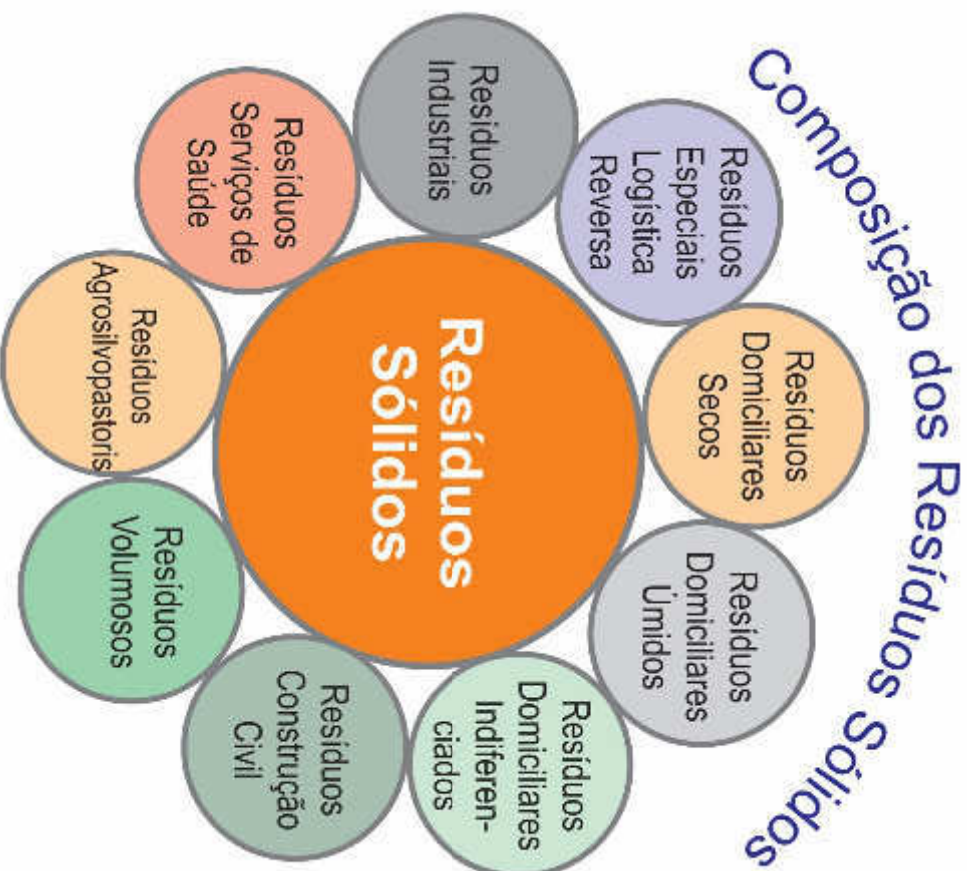 Composição dos Resíduos Sólidos
Resíduos
Domiciliares
Secos
Resíduos
Domiciliares
Úmidos
Resíduos
Domiciliares
Indiferen-
ciados
Resíduos
Construção
Civil
Resíduos
Volumosos
Resíduos
Agrosilvopastoris
Resíduos
Serviços de
Saúde
Resíduos
Industriais
Resíduos
Especiais
Logística
Reversa
Resíduos
Sólidos